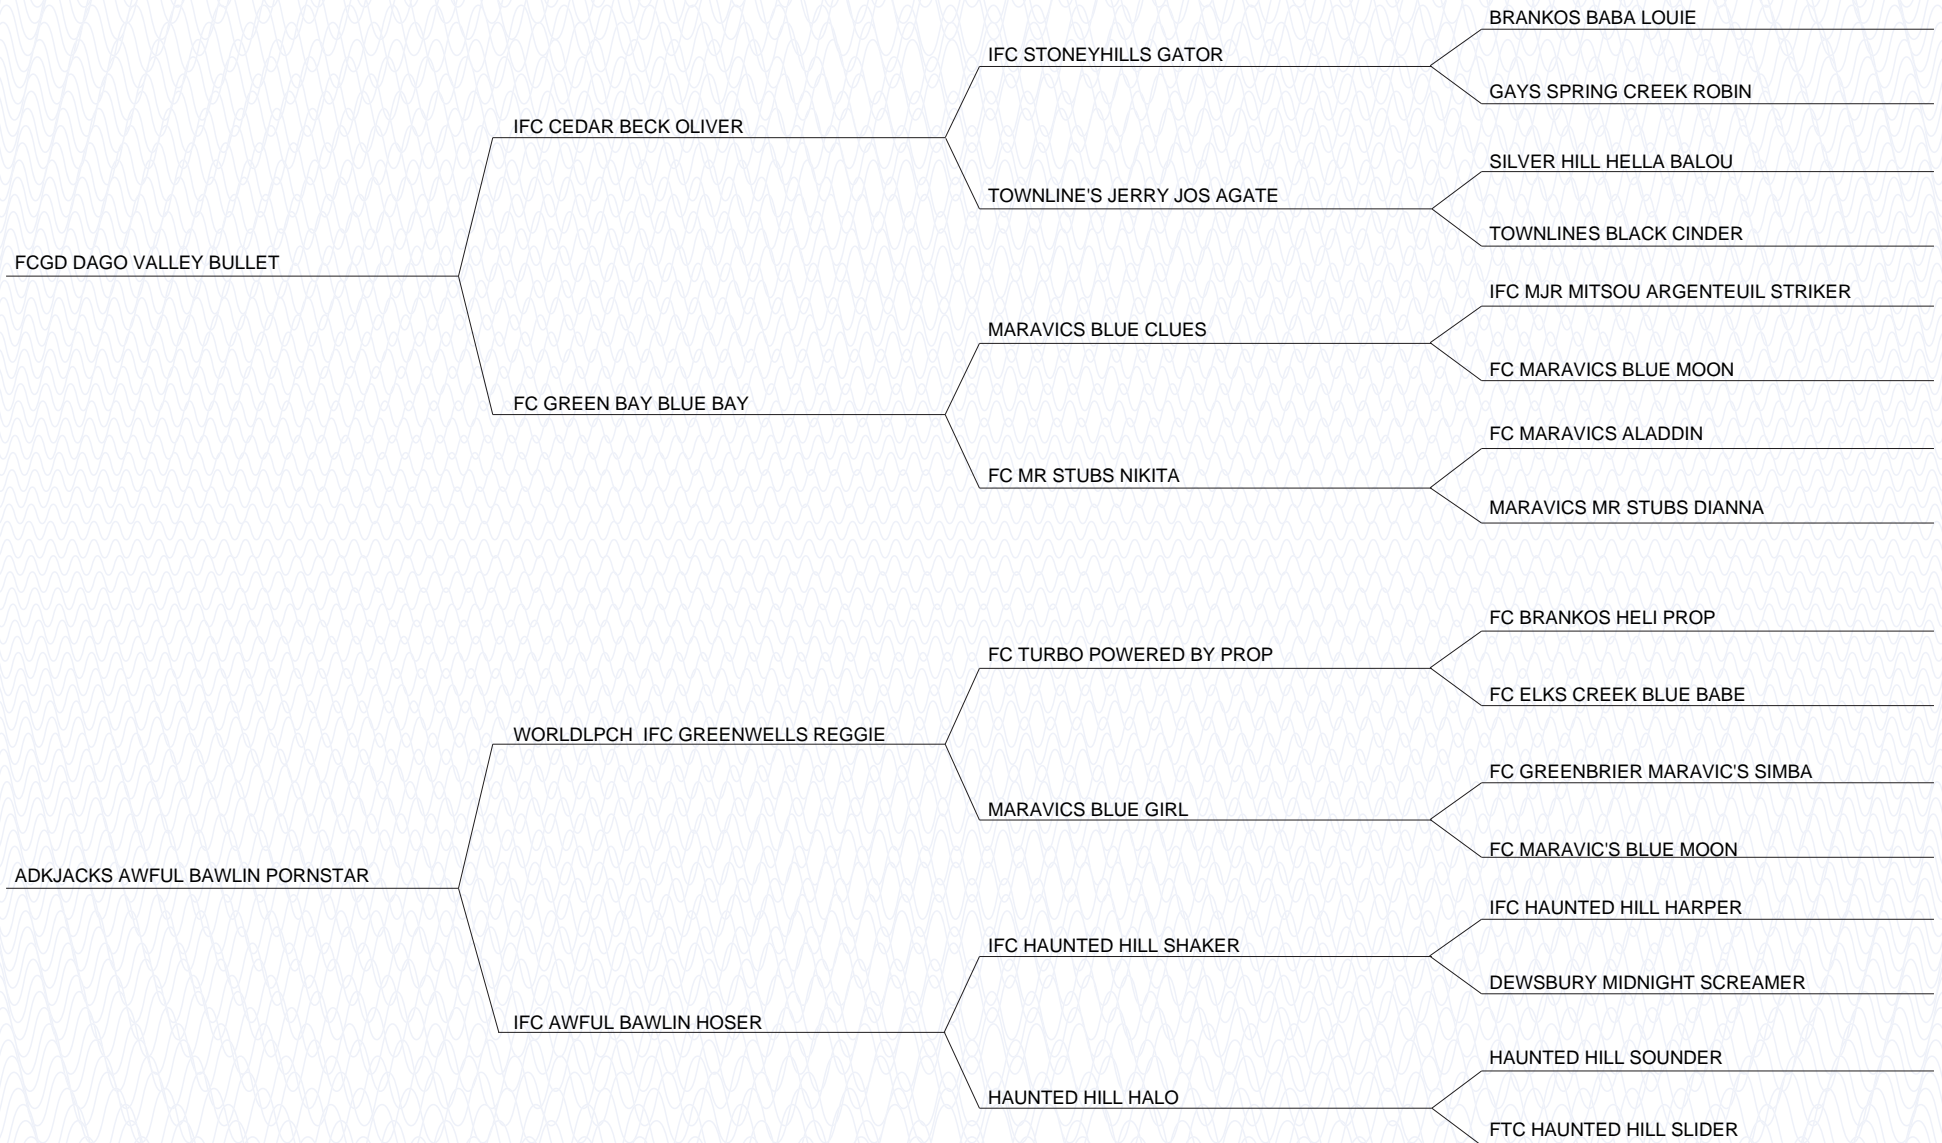 BRANKOS BABA LOUIE
IFC STONEYHILLS GATOR
GAYS SPRING CREEK ROBIN
IFC CEDAR BECK OLIVER
SILVER HILL HELLA BALOU
TOWNLINE'S JERRY JOS AGATE
TOWNLINES BLACK CINDER
FCGD DAGO VALLEY BULLET
IFC MJR MITSOU ARGENTEUIL STRIKER
MARAVICS BLUE CLUES
FC MARAVICS BLUE MOON
FC GREEN BAY BLUE BAY
FC MARAVICS ALADDIN
FC MR STUBS NIKITA
MARAVICS MR STUBS DIANNA
FC BRANKOS HELI PROP
FC TURBO POWERED BY PROP
FC ELKS CREEK BLUE BABE
WORLDLPCH  IFC GREENWELLS REGGIE
FC GREENBRIER MARAVIC'S SIMBA
MARAVICS BLUE GIRL
FC MARAVIC'S BLUE MOON
ADKJACKS AWFUL BAWLIN PORNSTAR
IFC HAUNTED HILL HARPER
IFC HAUNTED HILL SHAKER
DEWSBURY MIDNIGHT SCREAMER
IFC AWFUL BAWLIN HOSER
HAUNTED HILL SOUNDER
HAUNTED HILL HALO
FTC HAUNTED HILL SLIDER